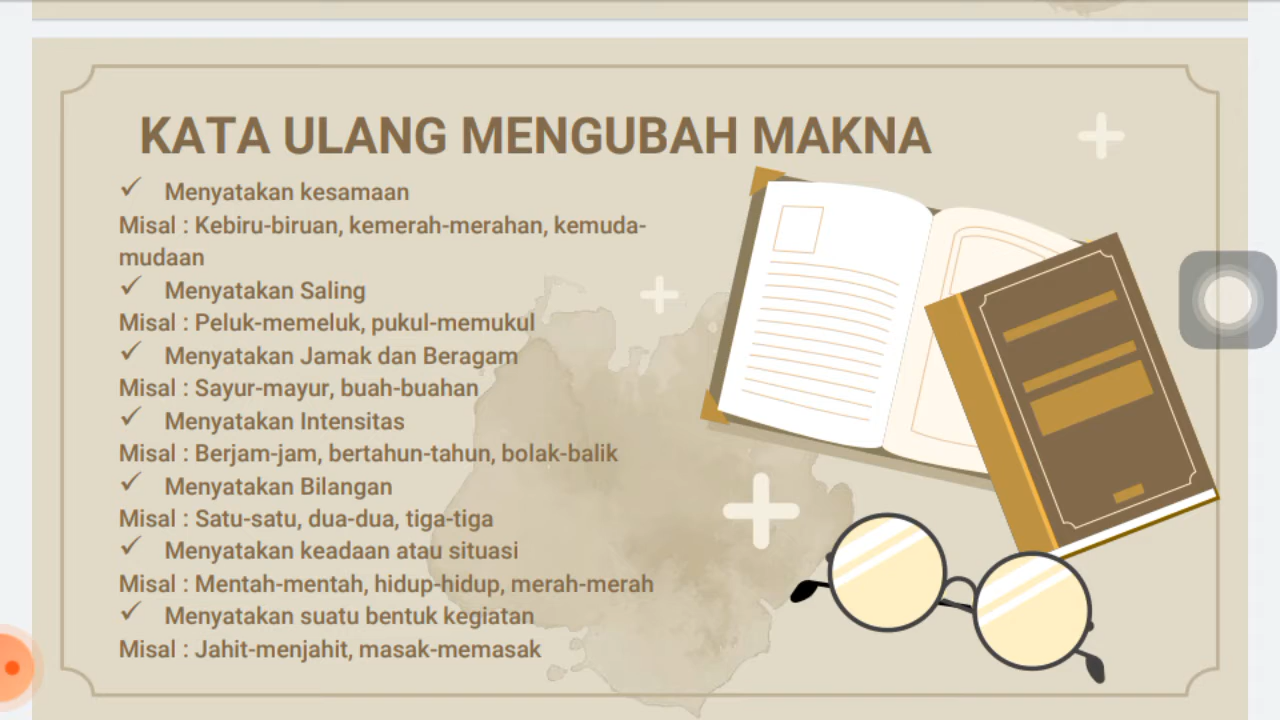 KATA ULANG MENGUBAH MAKNA
✓ Menyatakan kesamaan
Misal : Kebiru-biruan, kemerah-merahan, kemuda-
mudaan
✓ Menyatakan Saling
Misal : Peluk-memeluk, pukul-memukul
✓ Menyatakan Jamak dan Beragam
Misal : Sayur-mayur, buah-buahan
✓ Menyatakan Intensitas
Misal : Berjam-jam, bertahun-tahun, bolak-balik
✓ Menyatakan Bilangan
Misal : Satu-satu, dua-dua, tiga-tiga
✓ Menyatakan keadaan atau situasi
Misal : Mentah-mentah, hidup-hidup, merah-merah
✓ Menyatakan suatu bentuk kegiatan
Misal : Jahit-menjahit, masak-memasak